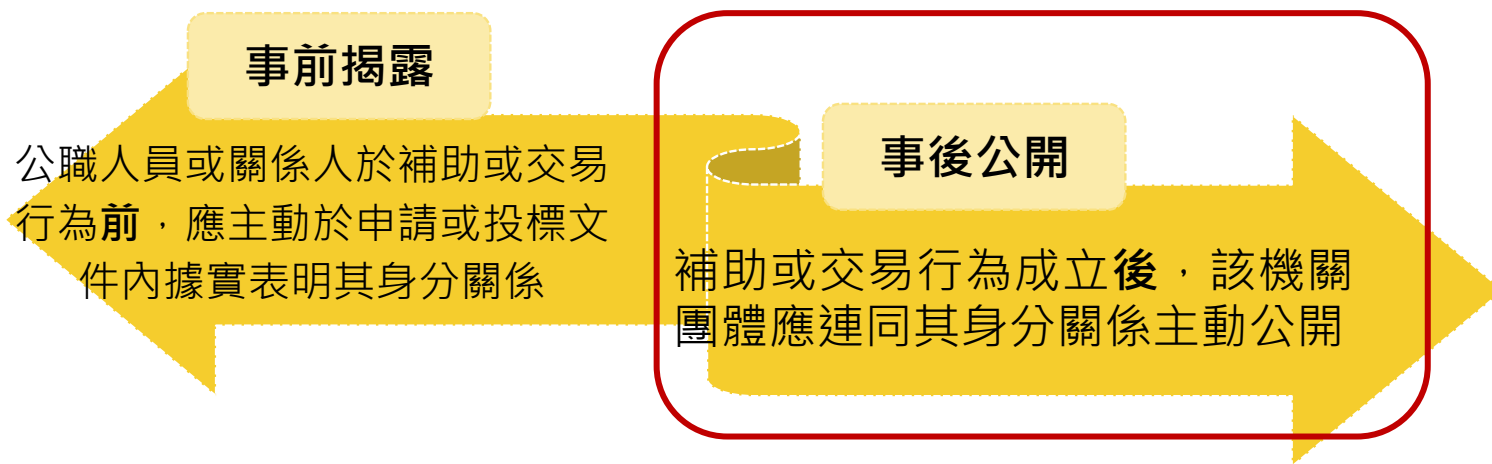 事前揭露
公職人員或關係人於補助或交易
行為前，應主動於申請或投標文
件內據實表明其身分關係
事後公開
補助或交易行為成立後，該機關
團體應連同其身分關係主動公開